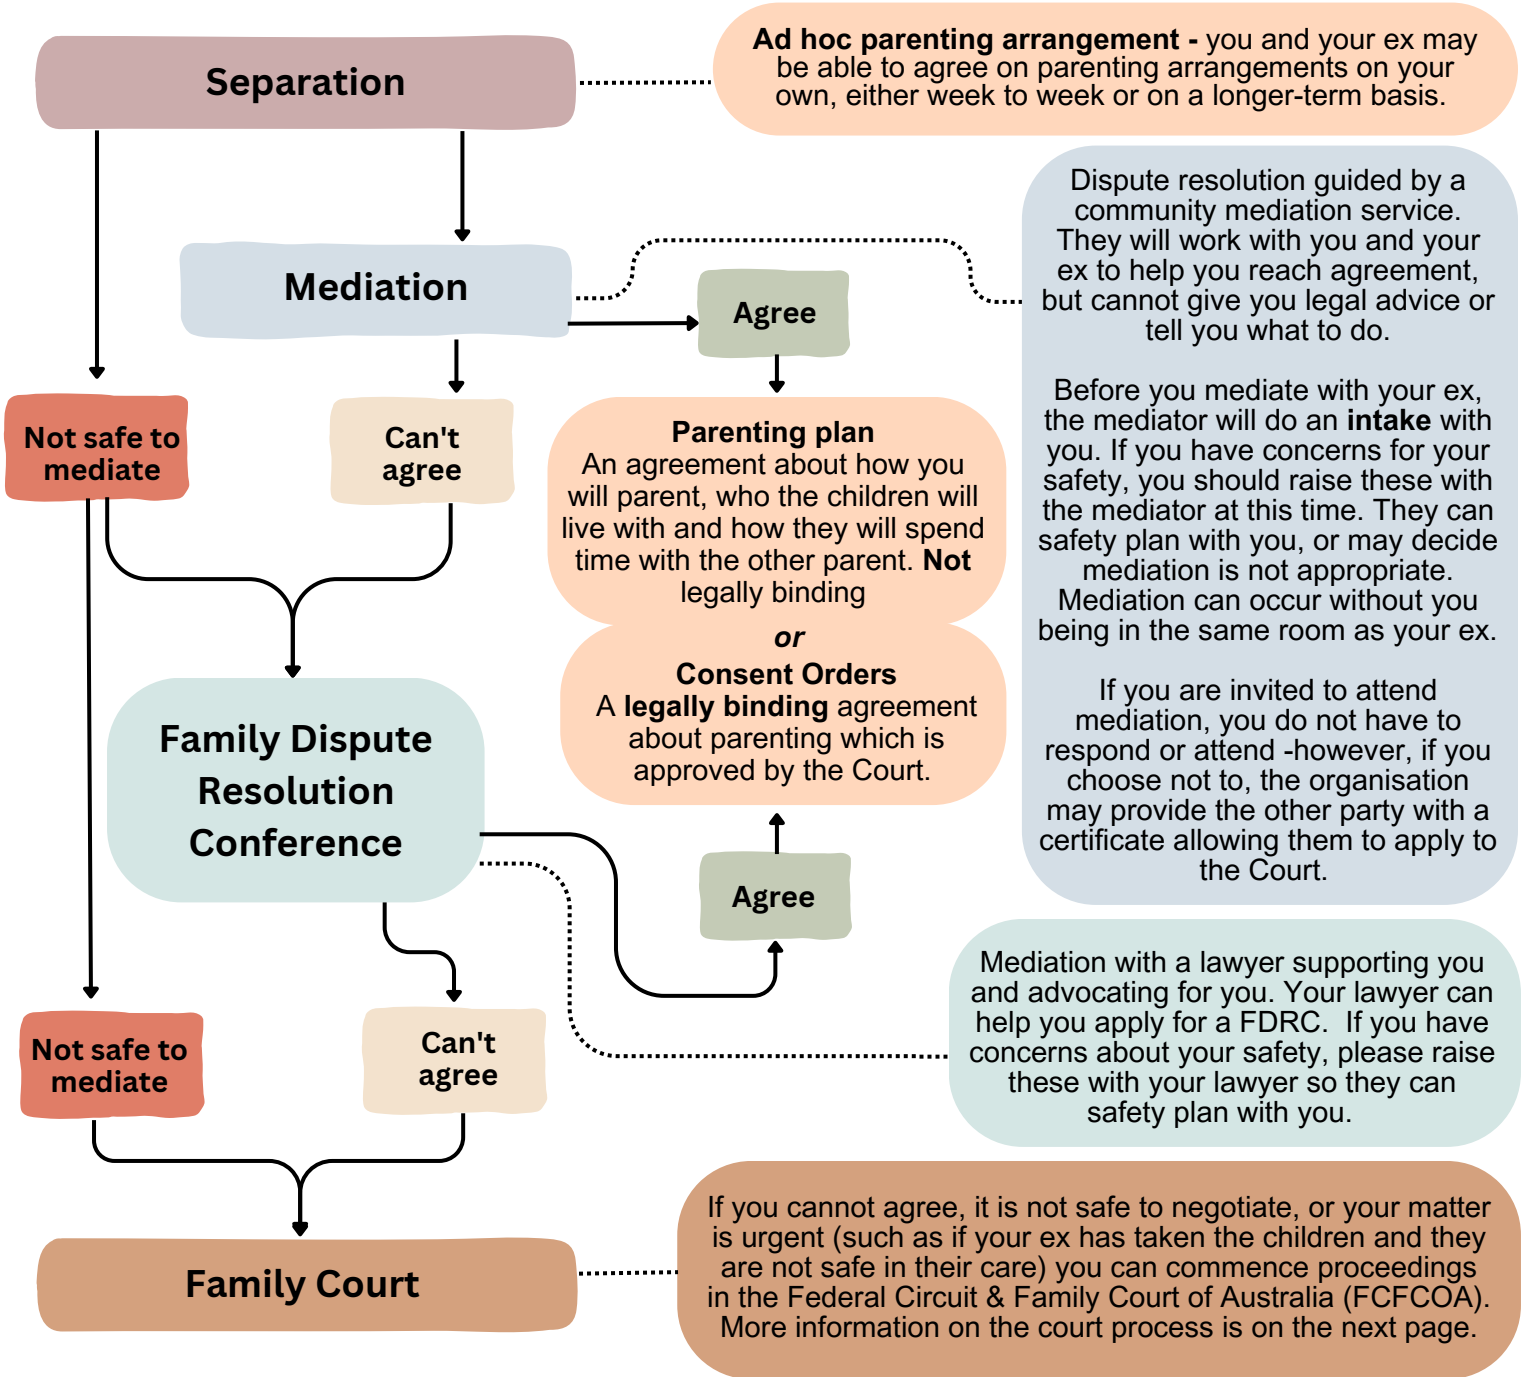 Separation
Ad hoc parenting arrangement - you and your ex may
be able to agree on parenting arrangements on your
own, either week to week or on a longer-term basis.
Mediation
Dispute resolution guided by a
community mediation service.
They will work with you and your
ex to help you reach agreement,
but cannot give you legal advice or
tell you what to do.
Before you mediate with your ex,
the mediator will do an intake with
you. If you have concerns for your
safety, you should raise these with
the mediator at this time. They can
safety plan with you, or may decide
mediation is not appropriate.
Mediation can occur without you
being in the same room as your ex.
If you are invited to attend
mediation, you do not have to
respond or attend -however, if you
choose not to, the organisation
may provide the other party with a
certificate allowing them to apply to
the Court.
Agree
Not safe to
mediate
Can't
agree
Parenting plan
An agreement about how you
will parent, who the children will
live with and how they will spend
time with the other parent. Not
legally binding
or
Consent Orders
A legally binding agreement
about parenting which is
approved by the Court.
Family Dispute
Resolution
Conference
Agree
Mediation with a lawyer supporting you
and advocating for you. Your lawyer can
help you apply for a FDRC.  If you have
concerns about your safety, please raise
these with your lawyer so they can
safety plan with you.
Not safe to
mediate
Can't
agree
Family Court
If you cannot agree, it is not safe to negotiate, or your matter
is urgent (such as if your ex has taken the children and they
are not safe in their care) you can commence proceedings
in the Federal Circuit & Family Court of Australia (FCFCOA).
More information on the court process is on the next page.